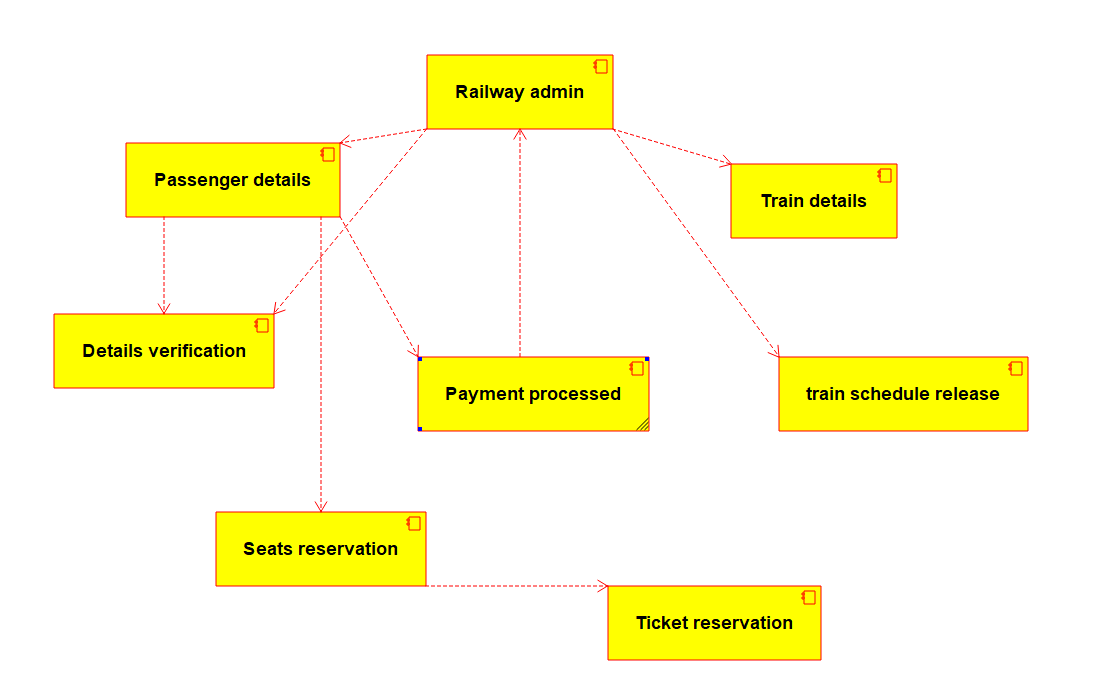 Railway admin
Passenger details
Train details
Details verification
Payment processed
train schedule release
Seats reservation
Ticket reservation